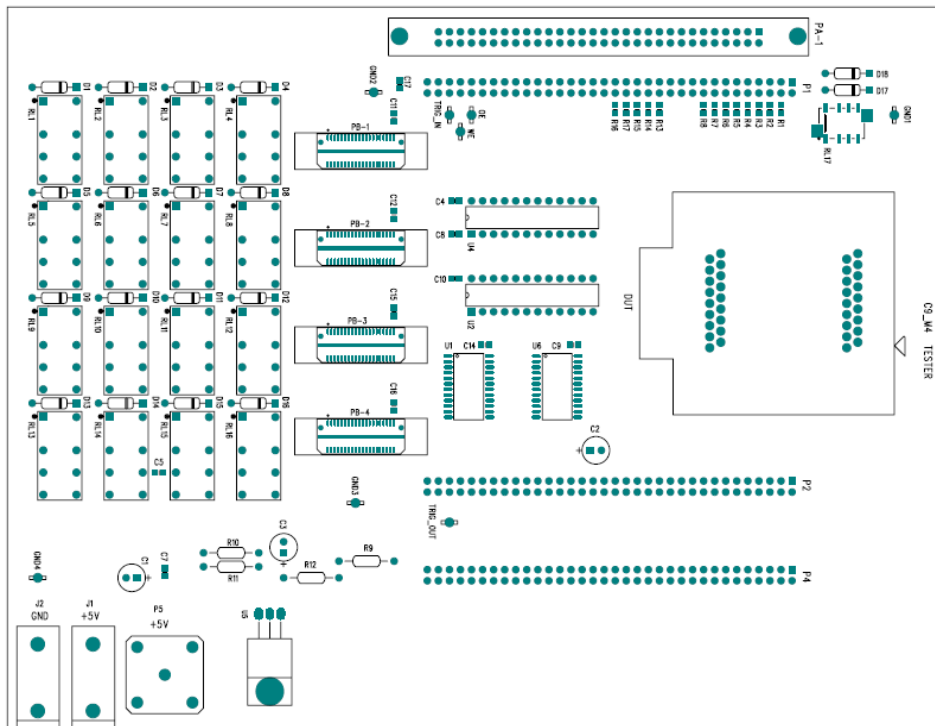 PA-1
D1
D2
D3
D4
GND2
C17
P1
D18
D17
RL1
RL2
RL3
RL4
C11
TRIG_IN
OE
WE
R16
R17
R15
R14
R13
R8
R7
R6
R5
R4
R3
R2
R1
RL17
GND1
PB-1
D5
D6
D7
D8
RL5
RL6
RL7
RL8
C12
PB-2
C4
C8
U4
D9
D10
D11
D12
RL9
RL10
RL11
RL12
C15
PB-3
C10
U2
DUT
C9_M4 TESTER
U1
C14
U6
C9
D13
D14
D15
D16
RL13
RL14
RL15
RL16
C16
PB-4
C5
C2
+
GND3
P2
TRIG_OUT
GND4
C1
+
C7
R10
R11
C3
+
R12
R9
P4
J2
GND
J1
+5V
P5
+5V
U5